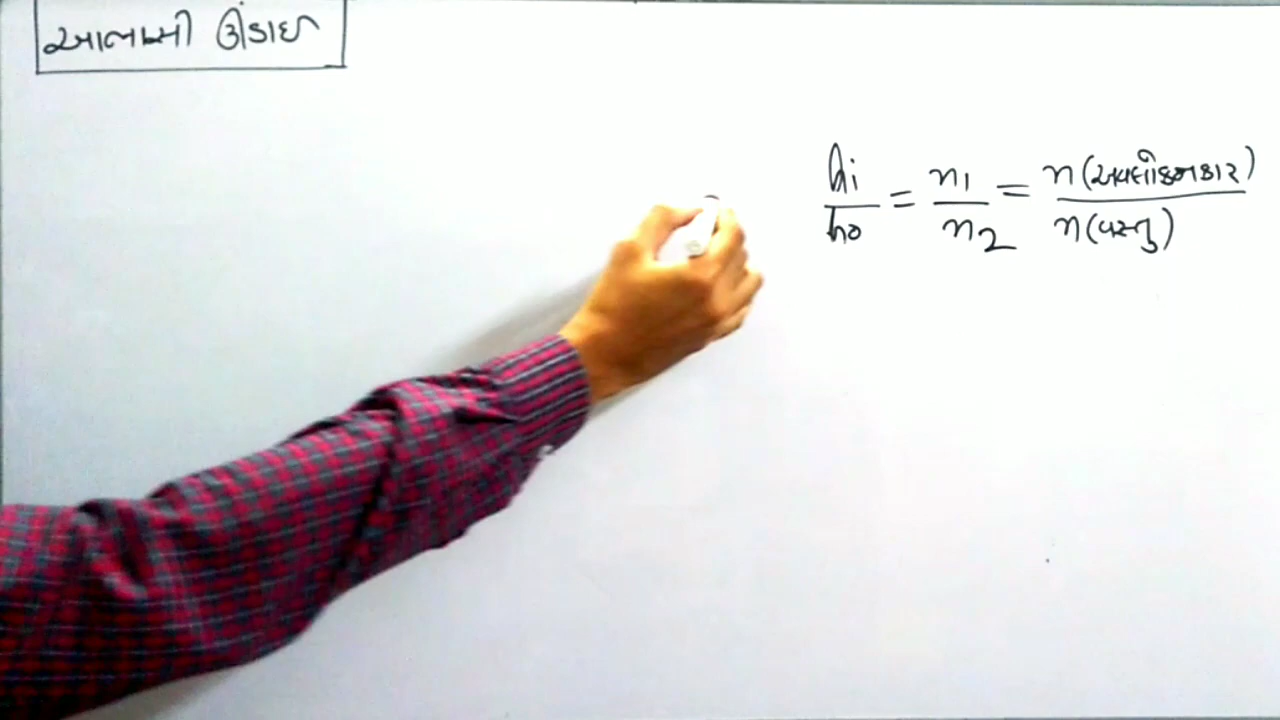 આભાસી ઊંડાઈ
hi/ho = n1/n2 = n(અવલોકનકાર)/n(વસ્તુ)